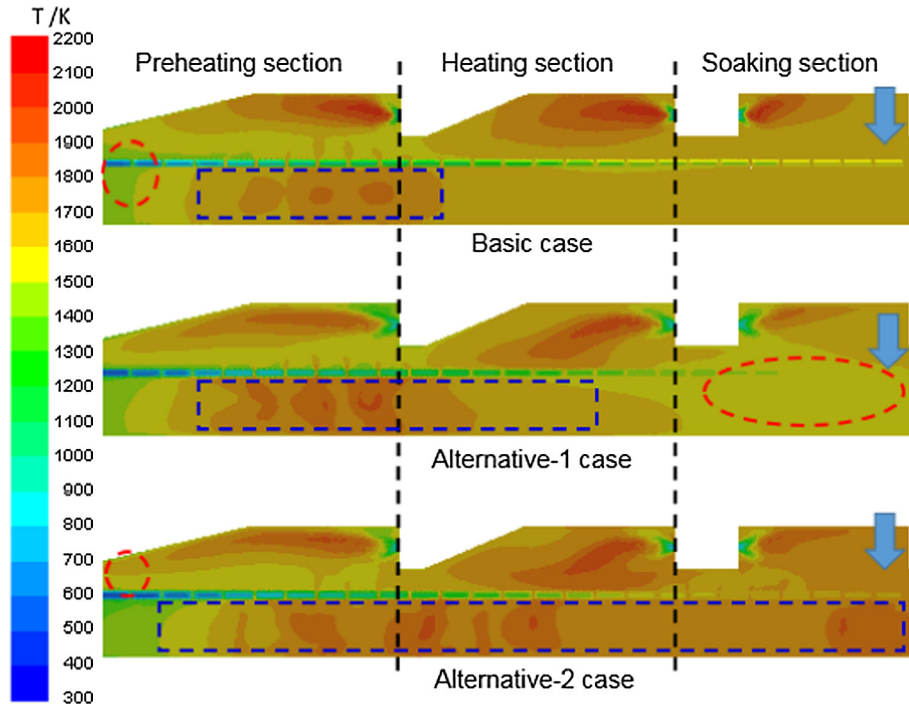 T /K
2200
2100
2000
1900
1800
1700
1600
1500
1400
1300
1200
1100
1000
900
800
700
600
500
400
300
Preheating section
Heating section
Soaking section
Basic case
Alternative-1 case
Alternative-2 case